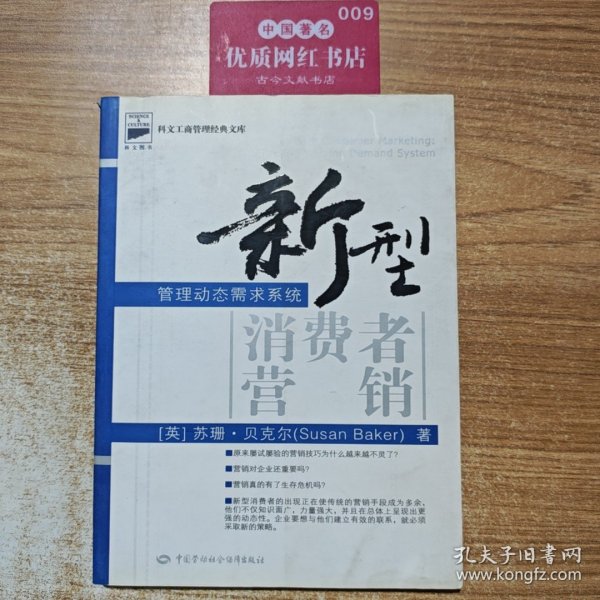 009
中国著名
优质网红书店
古今文献书店
SCIENCE &
CULTURE
科文图书
科文工商管理经典文库
Marketing:
Demand System
新型
管理动态需求系统
消费者
营销
[英] 苏珊·贝克尔(Susan Baker) 著
■原来屡试屡验的营销技巧为什么越来越不灵了?
■营销对企业还重要吗?
■营销真的有了生存危机吗?
■新型消费者的出现正在使传统的营销手段成为多余。
他们不仅知识面广,力量强大,并且在总体上呈现出更
强的动态性。企业要想与他们建立有效的联系,就必须
采取新的策略。
中国劳动社会保障出版社
孔夫子旧书网
www.kongfz.com